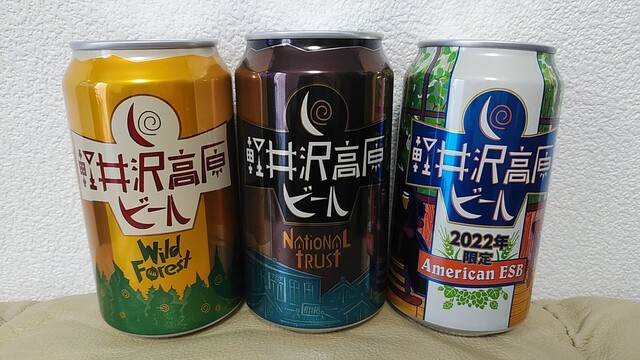 軽井沢高原
ビール
Wild
Forest
軽井沢高原
ビール
NATIONAL
TRUST
軽井沢高原
ビール
2022年
限定
American ESB